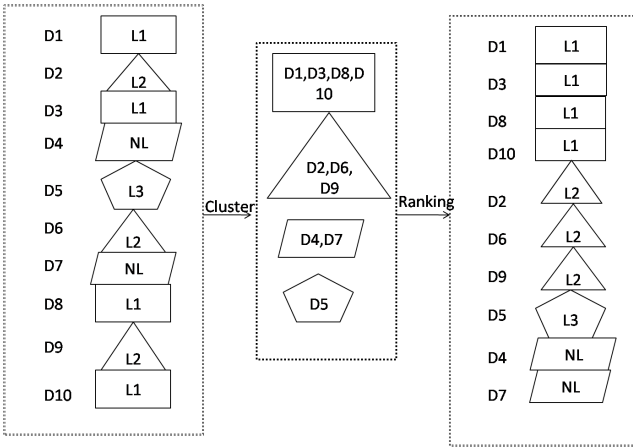 D1 L1
D2 L2
D3 L1
D4 NL
D5 L3
D6 L2
D7 NL
D8 L1
D9 L2
D10 L1
Cluster
D1,D3,D8,D
10
D2,D6,
D9
D4,D7
D5
Ranking
D1 L1
D3 L1
D8 L1
D10 L1
D2 L2
D6 L2
D9 L2
D5 L3
D4 NL
D7 NL